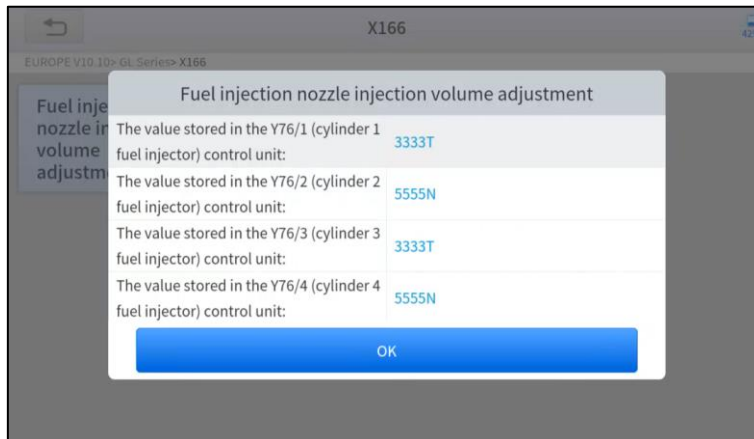 X166
EUROPE V10.10> GL Series> X166
Fuel inje
nozzle in
volume
adjustm
Fuel injection nozzle injection volume adjustment
The value stored in the Y76/1 (cylinder 1
fuel injector) control unit:
3333T
The value stored in the Y76/2 (cylinder 2
fuel injector) control unit:
5555N
The value stored in the Y76/3 (cylinder 3
fuel injector) control unit:
3333T
The value stored in the Y76/4 (cylinder 4
fuel injector) control unit:
5555N
OK